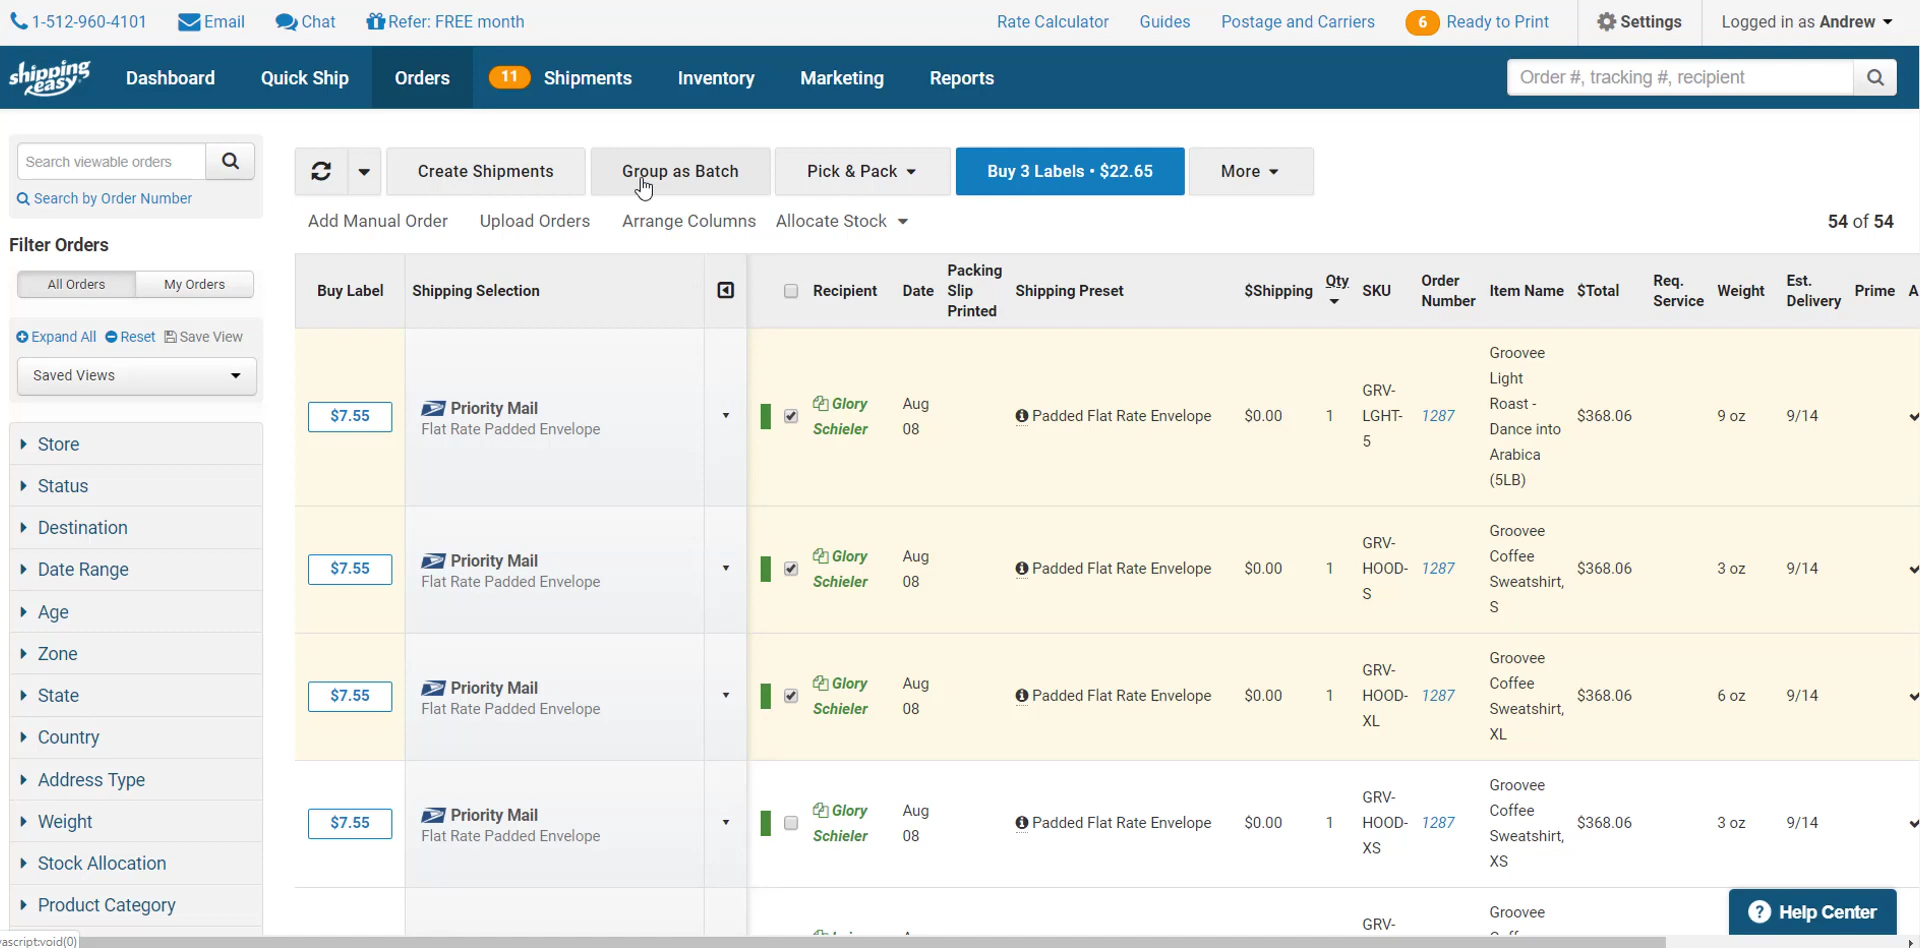 1-512-960-4101 Email Chat Refer: FREE month Rate Calculator Guides Postage and Carriers 6 Ready to Print Settings Logged in as Andrew
shipping easy Dashboard Quick Ship Orders 11 Shipments Inventory Marketing Reports Order #, tracking #, recipient
Search viewable orders
Search by Order Number
Filter Orders
All Orders My Orders
Expand All Reset Save View
Saved Views
Store
Status
Destination
Date Range
Age
Zone
State
Country
Address Type
Weight
Stock Allocation
Product Category
ascript:void(0)
Create Shipments Group as Batch Pick & Pack Buy 3 Labels • $22.65 More
Add Manual Order Upload Orders Arrange Columns Allocate Stock 54 of 54
Buy Label Shipping Selection Recipient Date Packing Slip Printed Shipping Preset $Shipping Qty SKU Order Number Item Name $Total Req. Service Weight Est. Delivery Prime A
$7.55 Priority Mail Flat Rate Padded Envelope Glory Schieler Aug 08 Padded Flat Rate Envelope $0.00 1 GRV-LGHT-5 1287 Groovee Light Roast - Dance into Arabica (5LB) $368.06 9 oz 9/14
$7.55 Priority Mail Flat Rate Padded Envelope Glory Schieler Aug 08 Padded Flat Rate Envelope $0.00 1 GRV-HOOD-S 1287 Groovee Coffee Sweatshirt, S $368.06 3 oz 9/14
$7.55 Priority Mail Flat Rate Padded Envelope Glory Schieler Aug 08 Padded Flat Rate Envelope $0.00 1 GRV-HOOD-XL 1287 Groovee Coffee Sweatshirt, XL $368.06 6 oz 9/14
$7.55 Priority Mail Flat Rate Padded Envelope Glory Schieler Aug 08 Padded Flat Rate Envelope $0.00 1 GRV-HOOD-XS 1287 Groovee Coffee Sweatshirt, XS $368.06 3 oz 9/14
GRV- Groovee
Help Center